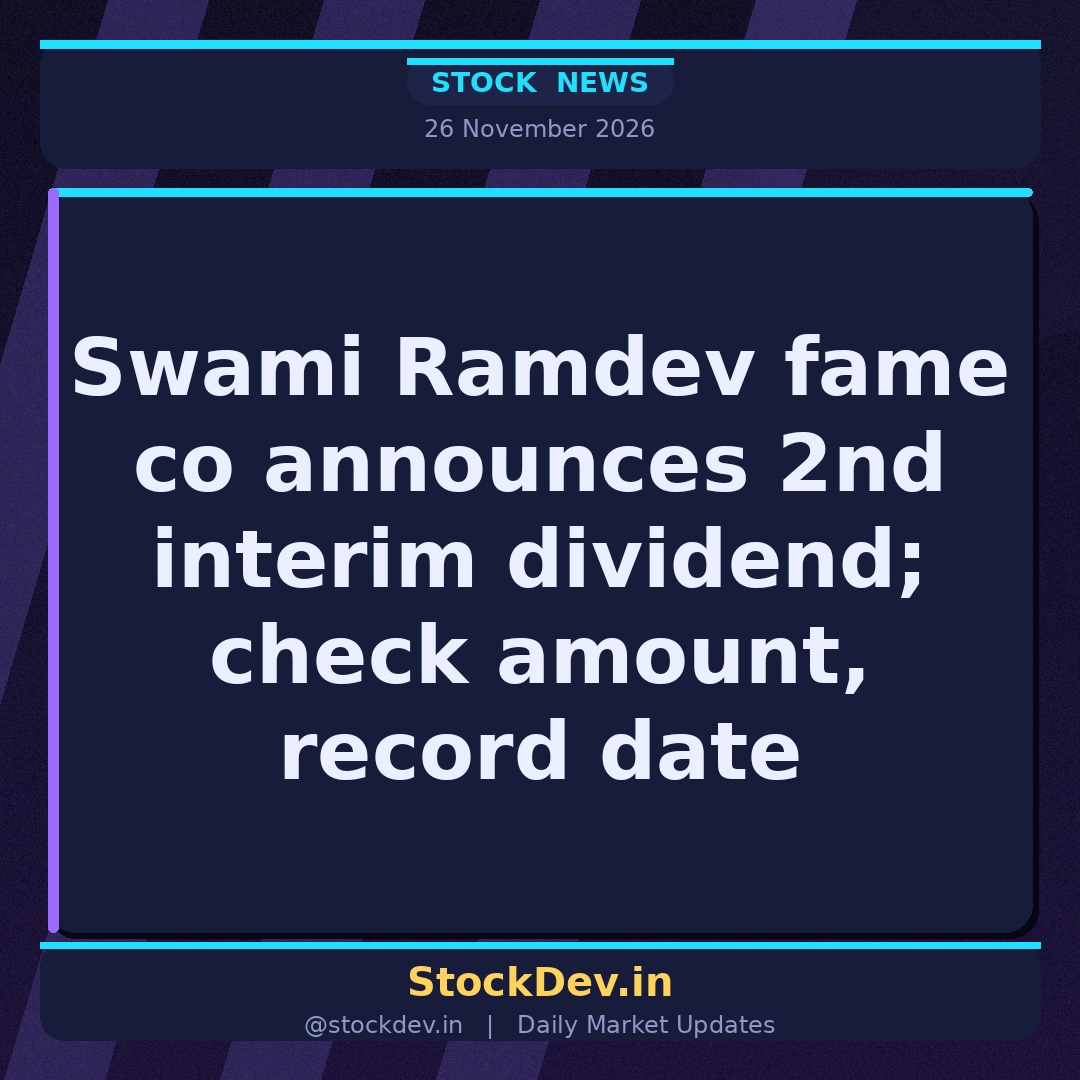 STOCK NEWS
26 November 2026
Swami Ramdev fame
co announces 2nd
interim dividend;
check amount,
record date
StockDev.in
@stockdev.in | Daily Market Updates